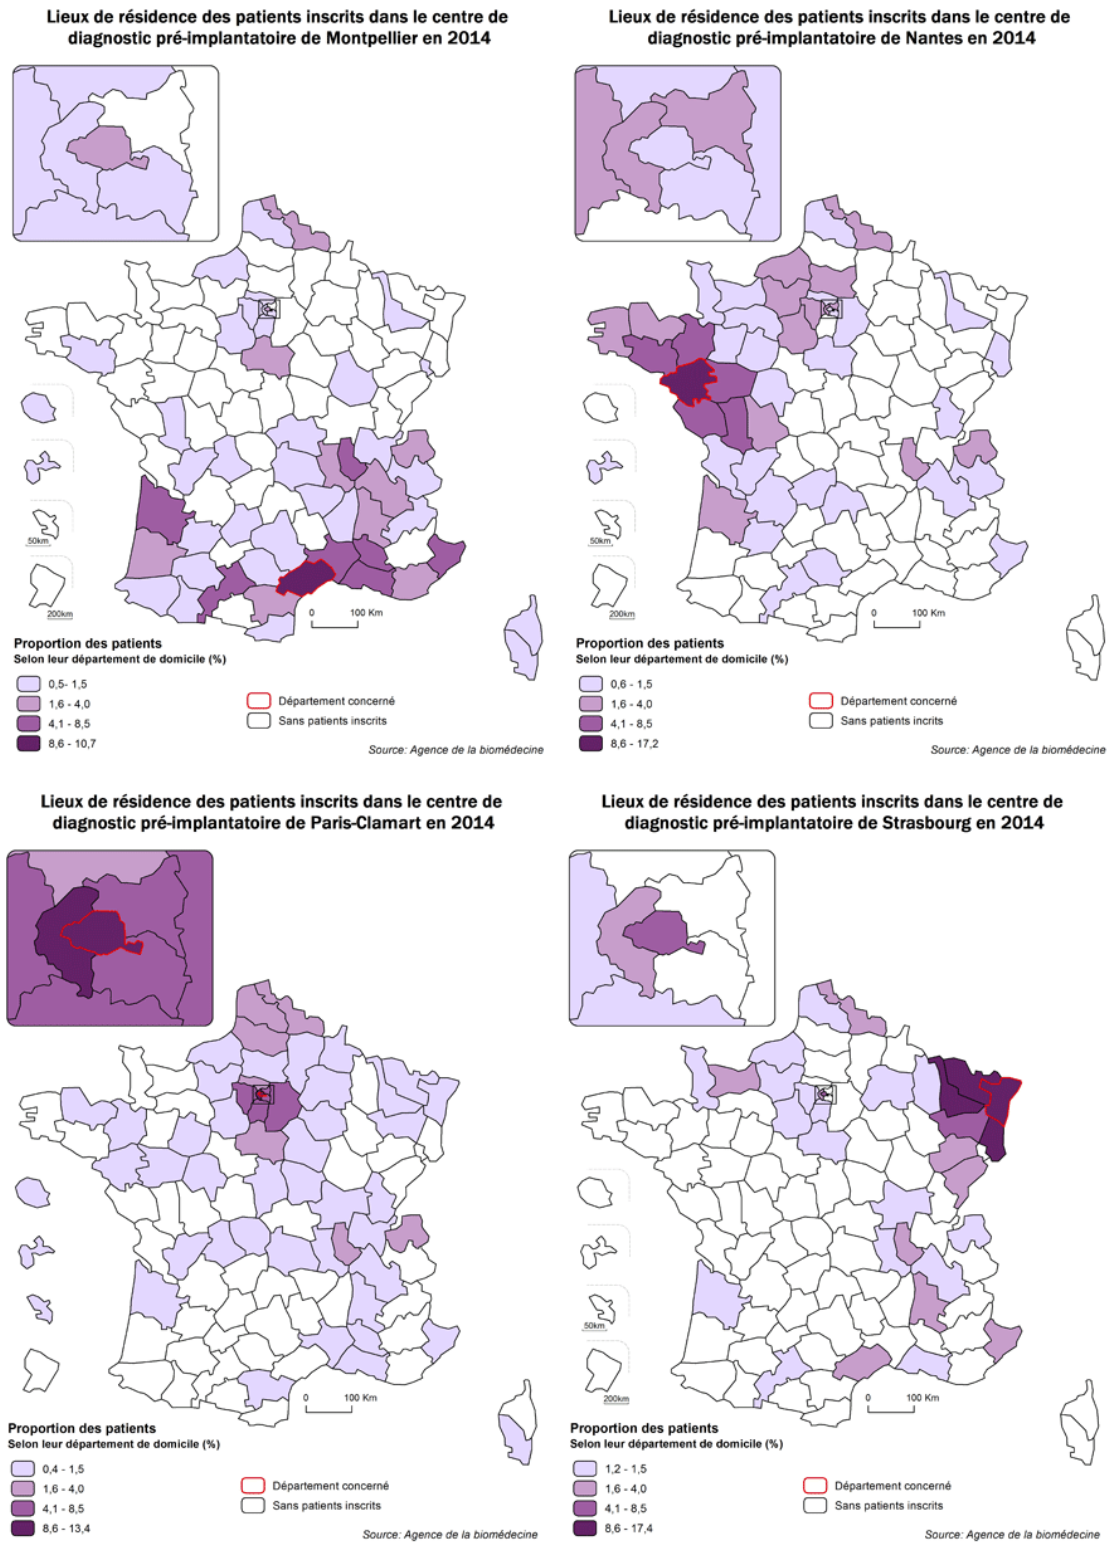 Lieux de résidence des patients inscrits dans le centre de
diagnostic pré-implantatoire de Montpellier en 2014
50km
200km
0 100 Km
Proportion des patients
Selon leur département de domicile (%)
0,5- 1,5
1,6 - 4,0
4,1 - 8,5
8,6 - 10,7
Département concerné
Sans patients inscrits
Source: Agence de la biomédecine
Lieux de résidence des patients inscrits dans le centre de
diagnostic pré-implantatoire de Nantes en 2014
50km
200km
0 100 Km
Proportion des patients
Selon leur département de domicile (%)
0,6 - 1,5
1,6 - 4,0
4,1 - 8,5
8,6 - 17,2
Département concerné
Sans patients incrits
Source: Agence de la biomédecine
Lieux de résidence des patients inscrits dans le centre de
diagnostic pré-implantatoire de Paris-Clamart en 2014
0 100 Km
Proportion des patients
Selon leur département de domicile (%)
0,4 - 1,5
1,6 - 4,0
4,1 - 8,5
8,6 - 13,4
Département concerné
Sans patients inscrits
Source: Agence de la biomédecine
Lieux de résidence des patients inscrits dans le centre de
diagnostic pré-implantatoire de Strasbourg en 2014
50km
200km
0 100 Km
Proportion des patients
Selon leur département de domicile (%)
1,2 - 1,5
1,6 - 4,0
4,1 - 8,5
8,6 - 17,4
Département concerné
Sans patients inscrits
Source: Agence de la biomédecine